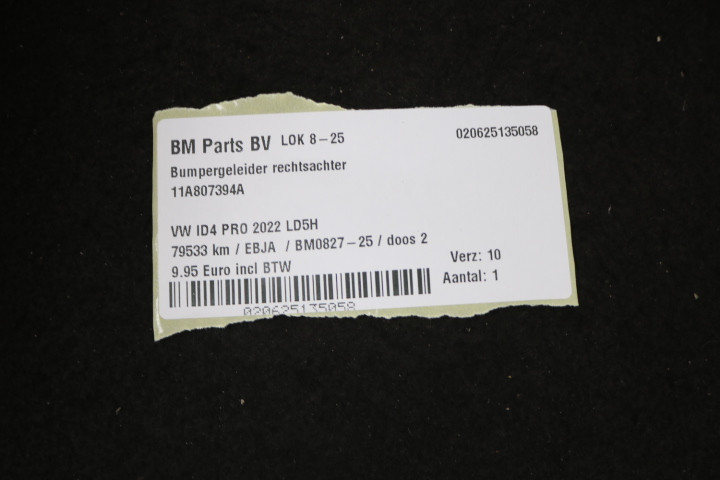 BM Parts BV LOK 8-25 020625135058
Bumpergeleider rechtsachter
11A807394A
VW ID4 PRO 2022 LD5H
79533 km / EBJA / BM0827-25 / doos 2
9.95 Euro incl BTW Verz: 10
Aantal: 1
020625135058